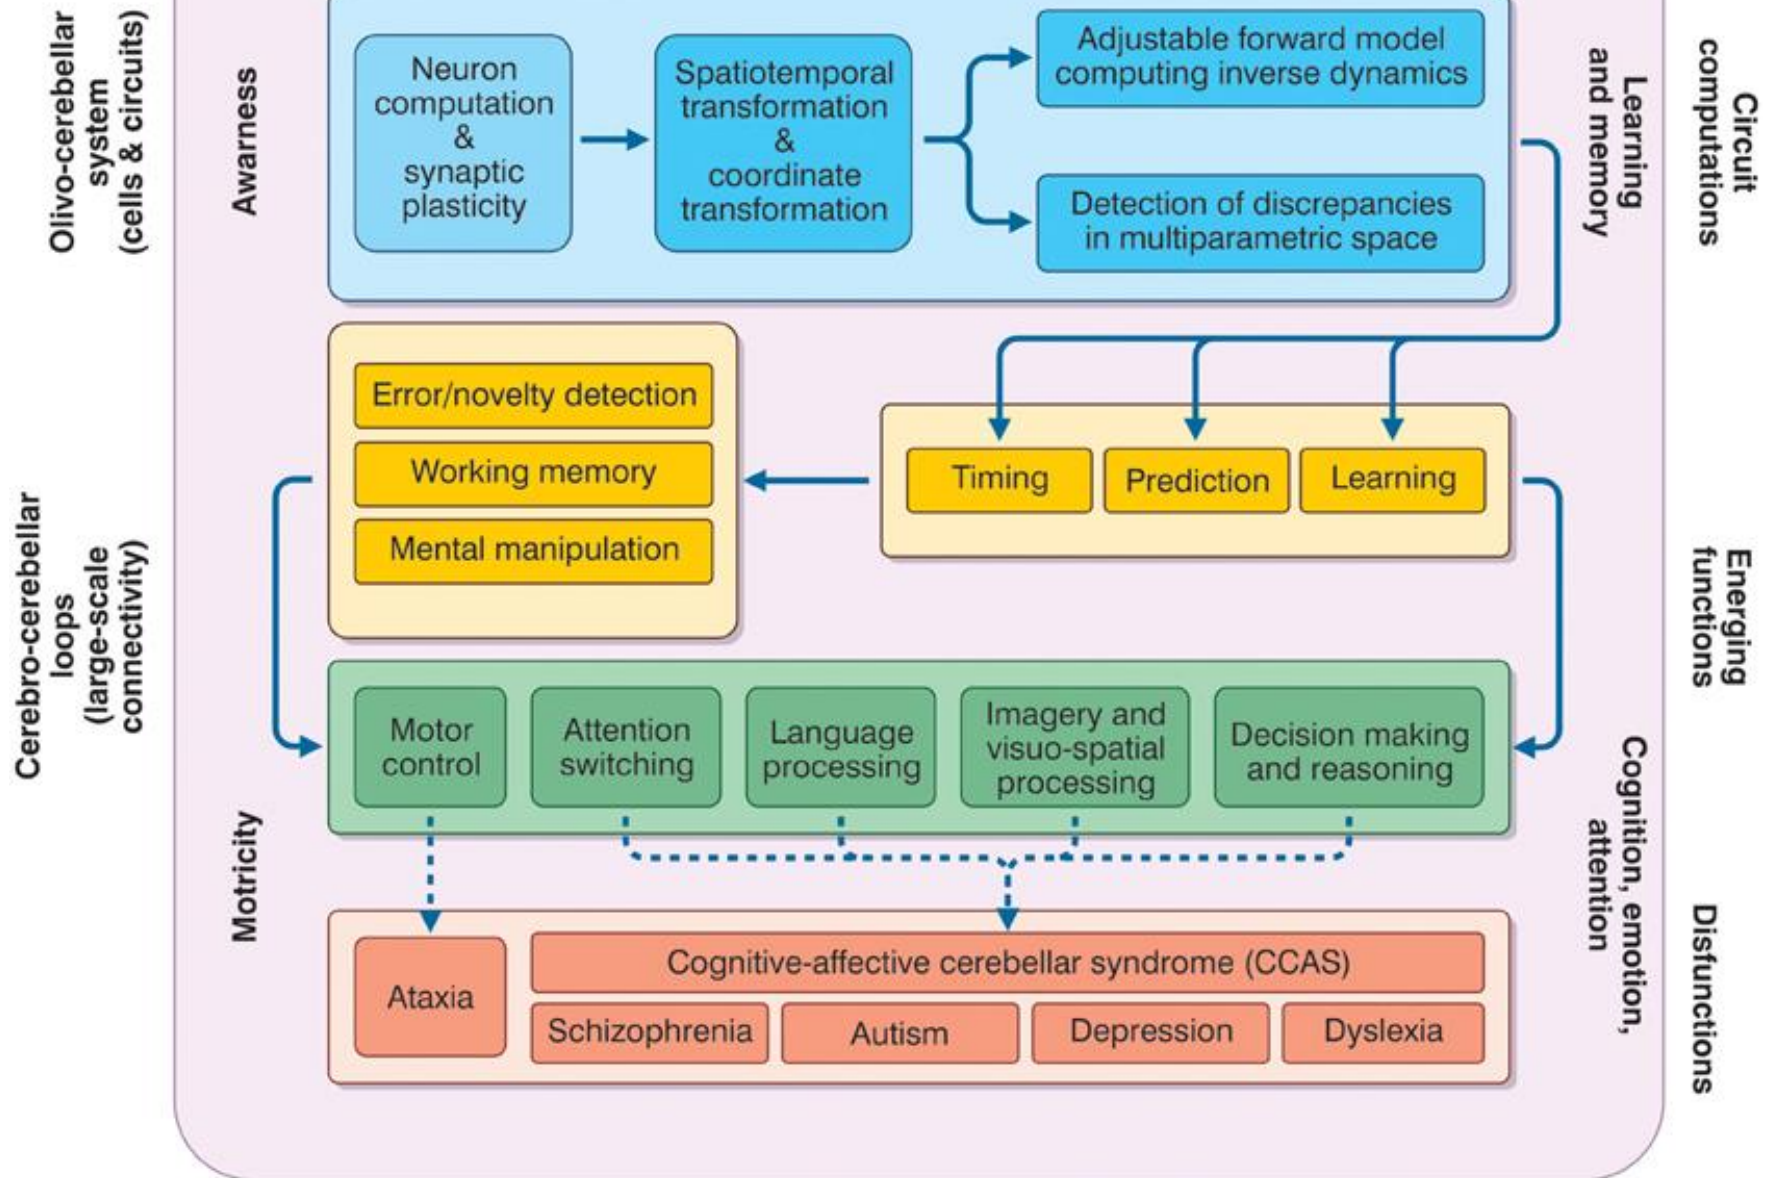 Olivo-cerebellar
system
(cells & circuits)
Awarness
Neuron
computation
&
synaptic
plasticity
Spatiotemporal
transformation
&
coordinate
transformation
Adjustable forward model
computing inverse dynamics
Detection of discrepancies
in multiparametric space
Learning
and memory
Circuit
computations
Cerebro-cerebellar
loops
(large-scale
connectivity)
Error/novelty detection
Working memory
Mental manipulation
Timing
Prediction
Learning
Energing
functions
Motor
control
Attention
switching
Language
processing
Imagery and
visuo-spatial
processing
Decision making
and reasoning
Motricity
Cognition, emotion,
attention
Ataxia
Cognitive-affective cerebellar syndrome (CCAS)
Schizophrenia
Autism
Depression
Dyslexia
Disfunctions